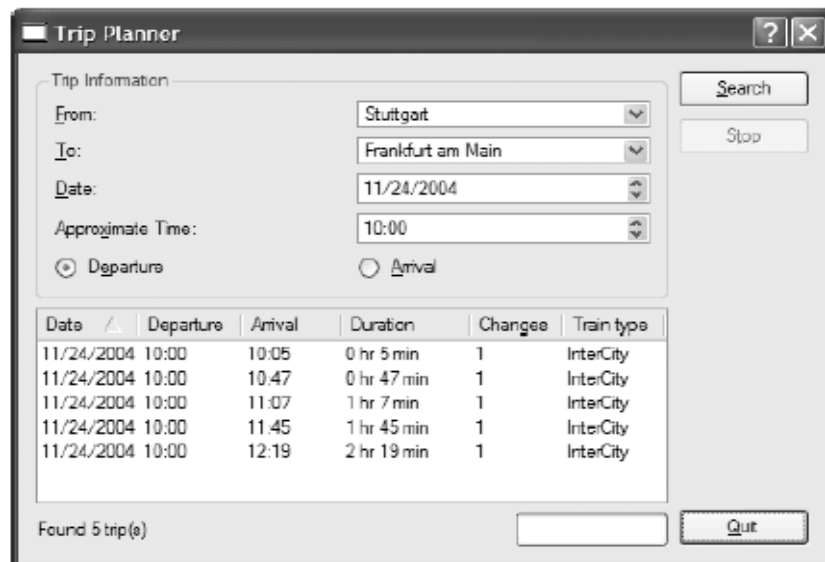 Trip Planner
Trip Information
From: Stuttgart
To: Frankfurt am Main
Date: 11/24/2004
Approximate Time: 10:00
Departure Arrival
Search
Stop
Date Departure Arrival Duration Changes Train type
11/24/2004 10:00 10:05 0 hr 5 min 1 InterCity
11/24/2004 10:00 10:47 0 hr 47 min 1 InterCity
11/24/2004 10:00 11:07 1 hr 7 min 1 InterCity
11/24/2004 10:00 11:45 1 hr 45 min 1 InterCity
11/24/2004 10:00 12:19 2 hr 19 min 1 InterCity
Found 5 trip(s)
Quit